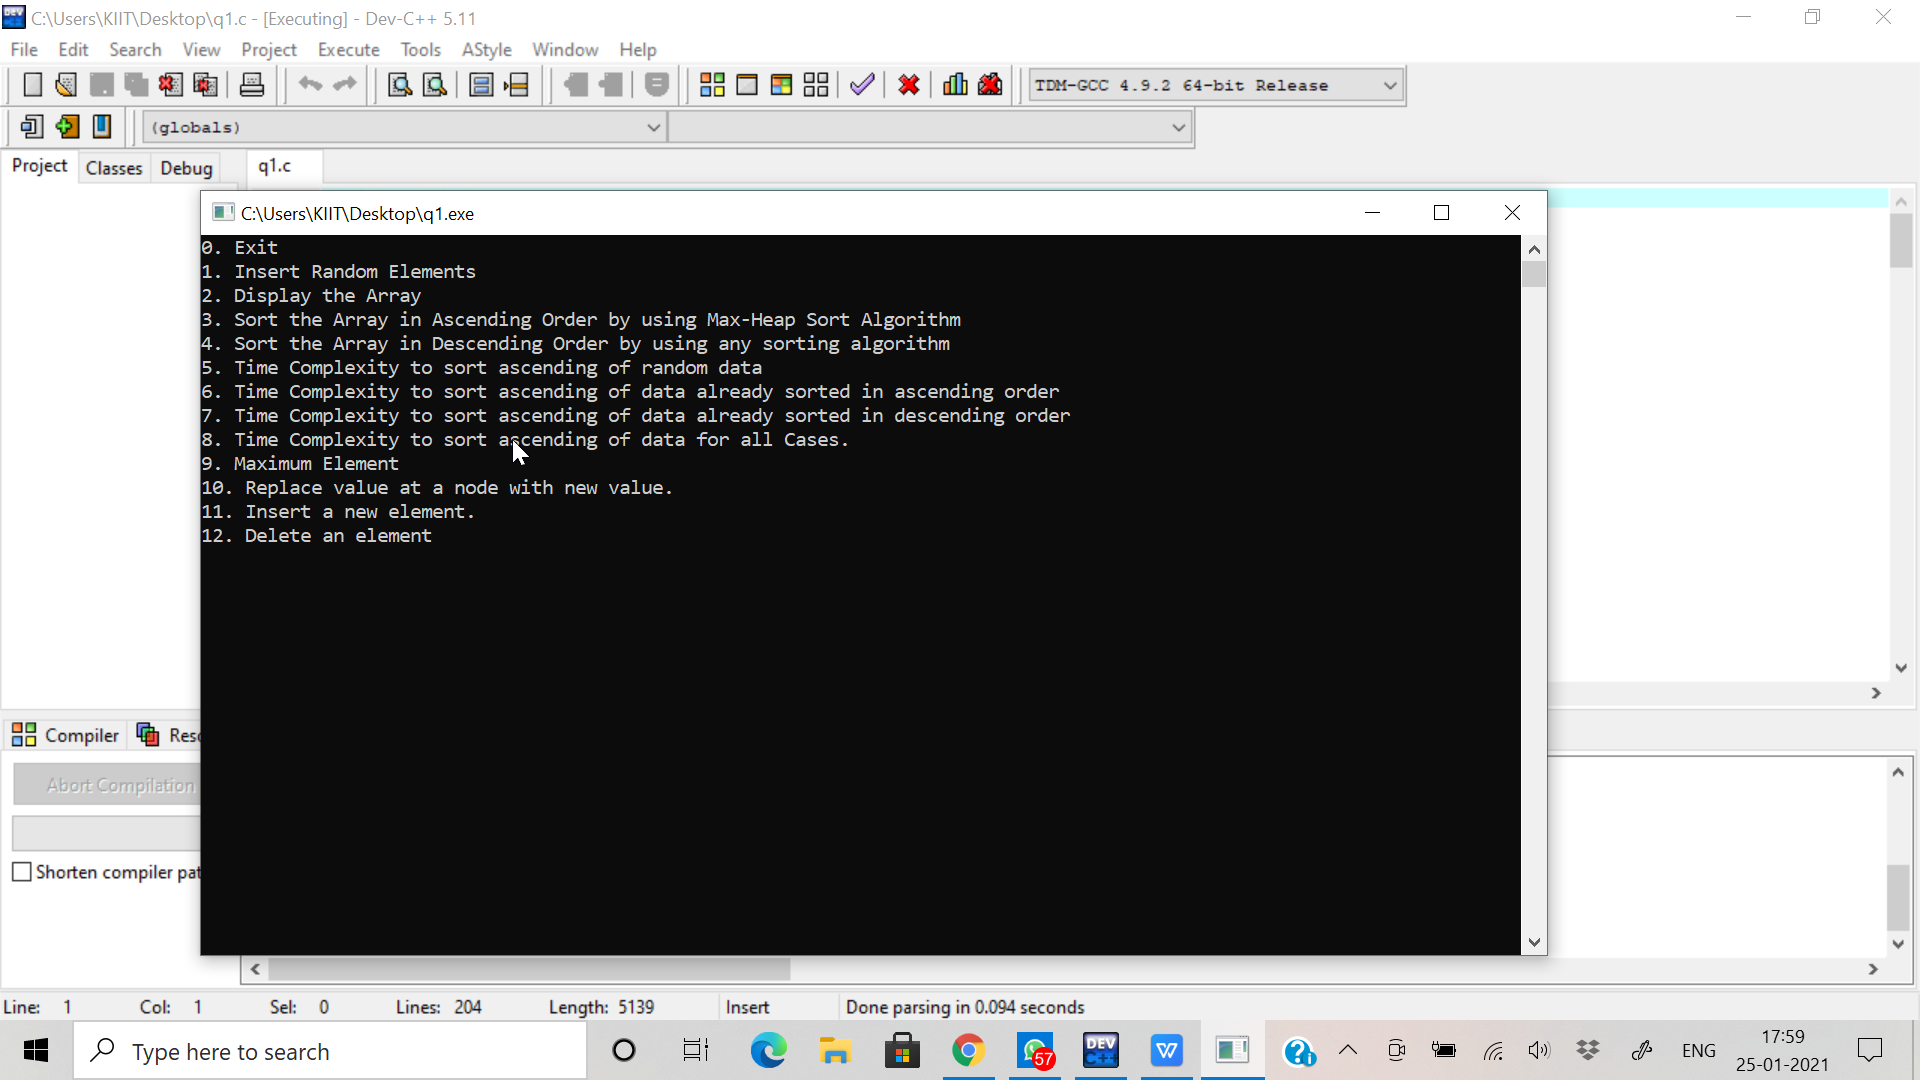 C:\Users\KIIT\Desktop\q1.c - [Executing] - Dev-C++ 5.11
File Edit Search View Project Execute Tools AStyle Window Help
TDM-GCC 4.9.2 64-bit Release
(globals)
Project Classes Debug q1.c
C:\Users\KIIT\Desktop\q1.exe
0. Exit
1. Insert Random Elements
2. Display the Array
3. Sort the Array in Ascending Order by using Max-Heap Sort Algorithm
4. Sort the Array in Descending Order by using any sorting algorithm
5. Time Complexity to sort ascending of random data
6. Time Complexity to sort ascending of data already sorted in ascending order
7. Time Complexity to sort ascending of data already sorted in descending order
8. Time Complexity to sort ascending of data for all Cases.
9. Maximum Element
10. Replace value at a node with new value.
11. Insert a new element.
12. Delete an element
Compiler Reso
Abort Compilation
Shorten compiler pat
Line: 1 Col: 1 Sel: 0 Lines: 204 Length: 5139 Insert Done parsing in 0.094 seconds
Type here to search
57
DEV C++
W
ENG
17:59
25-01-2021